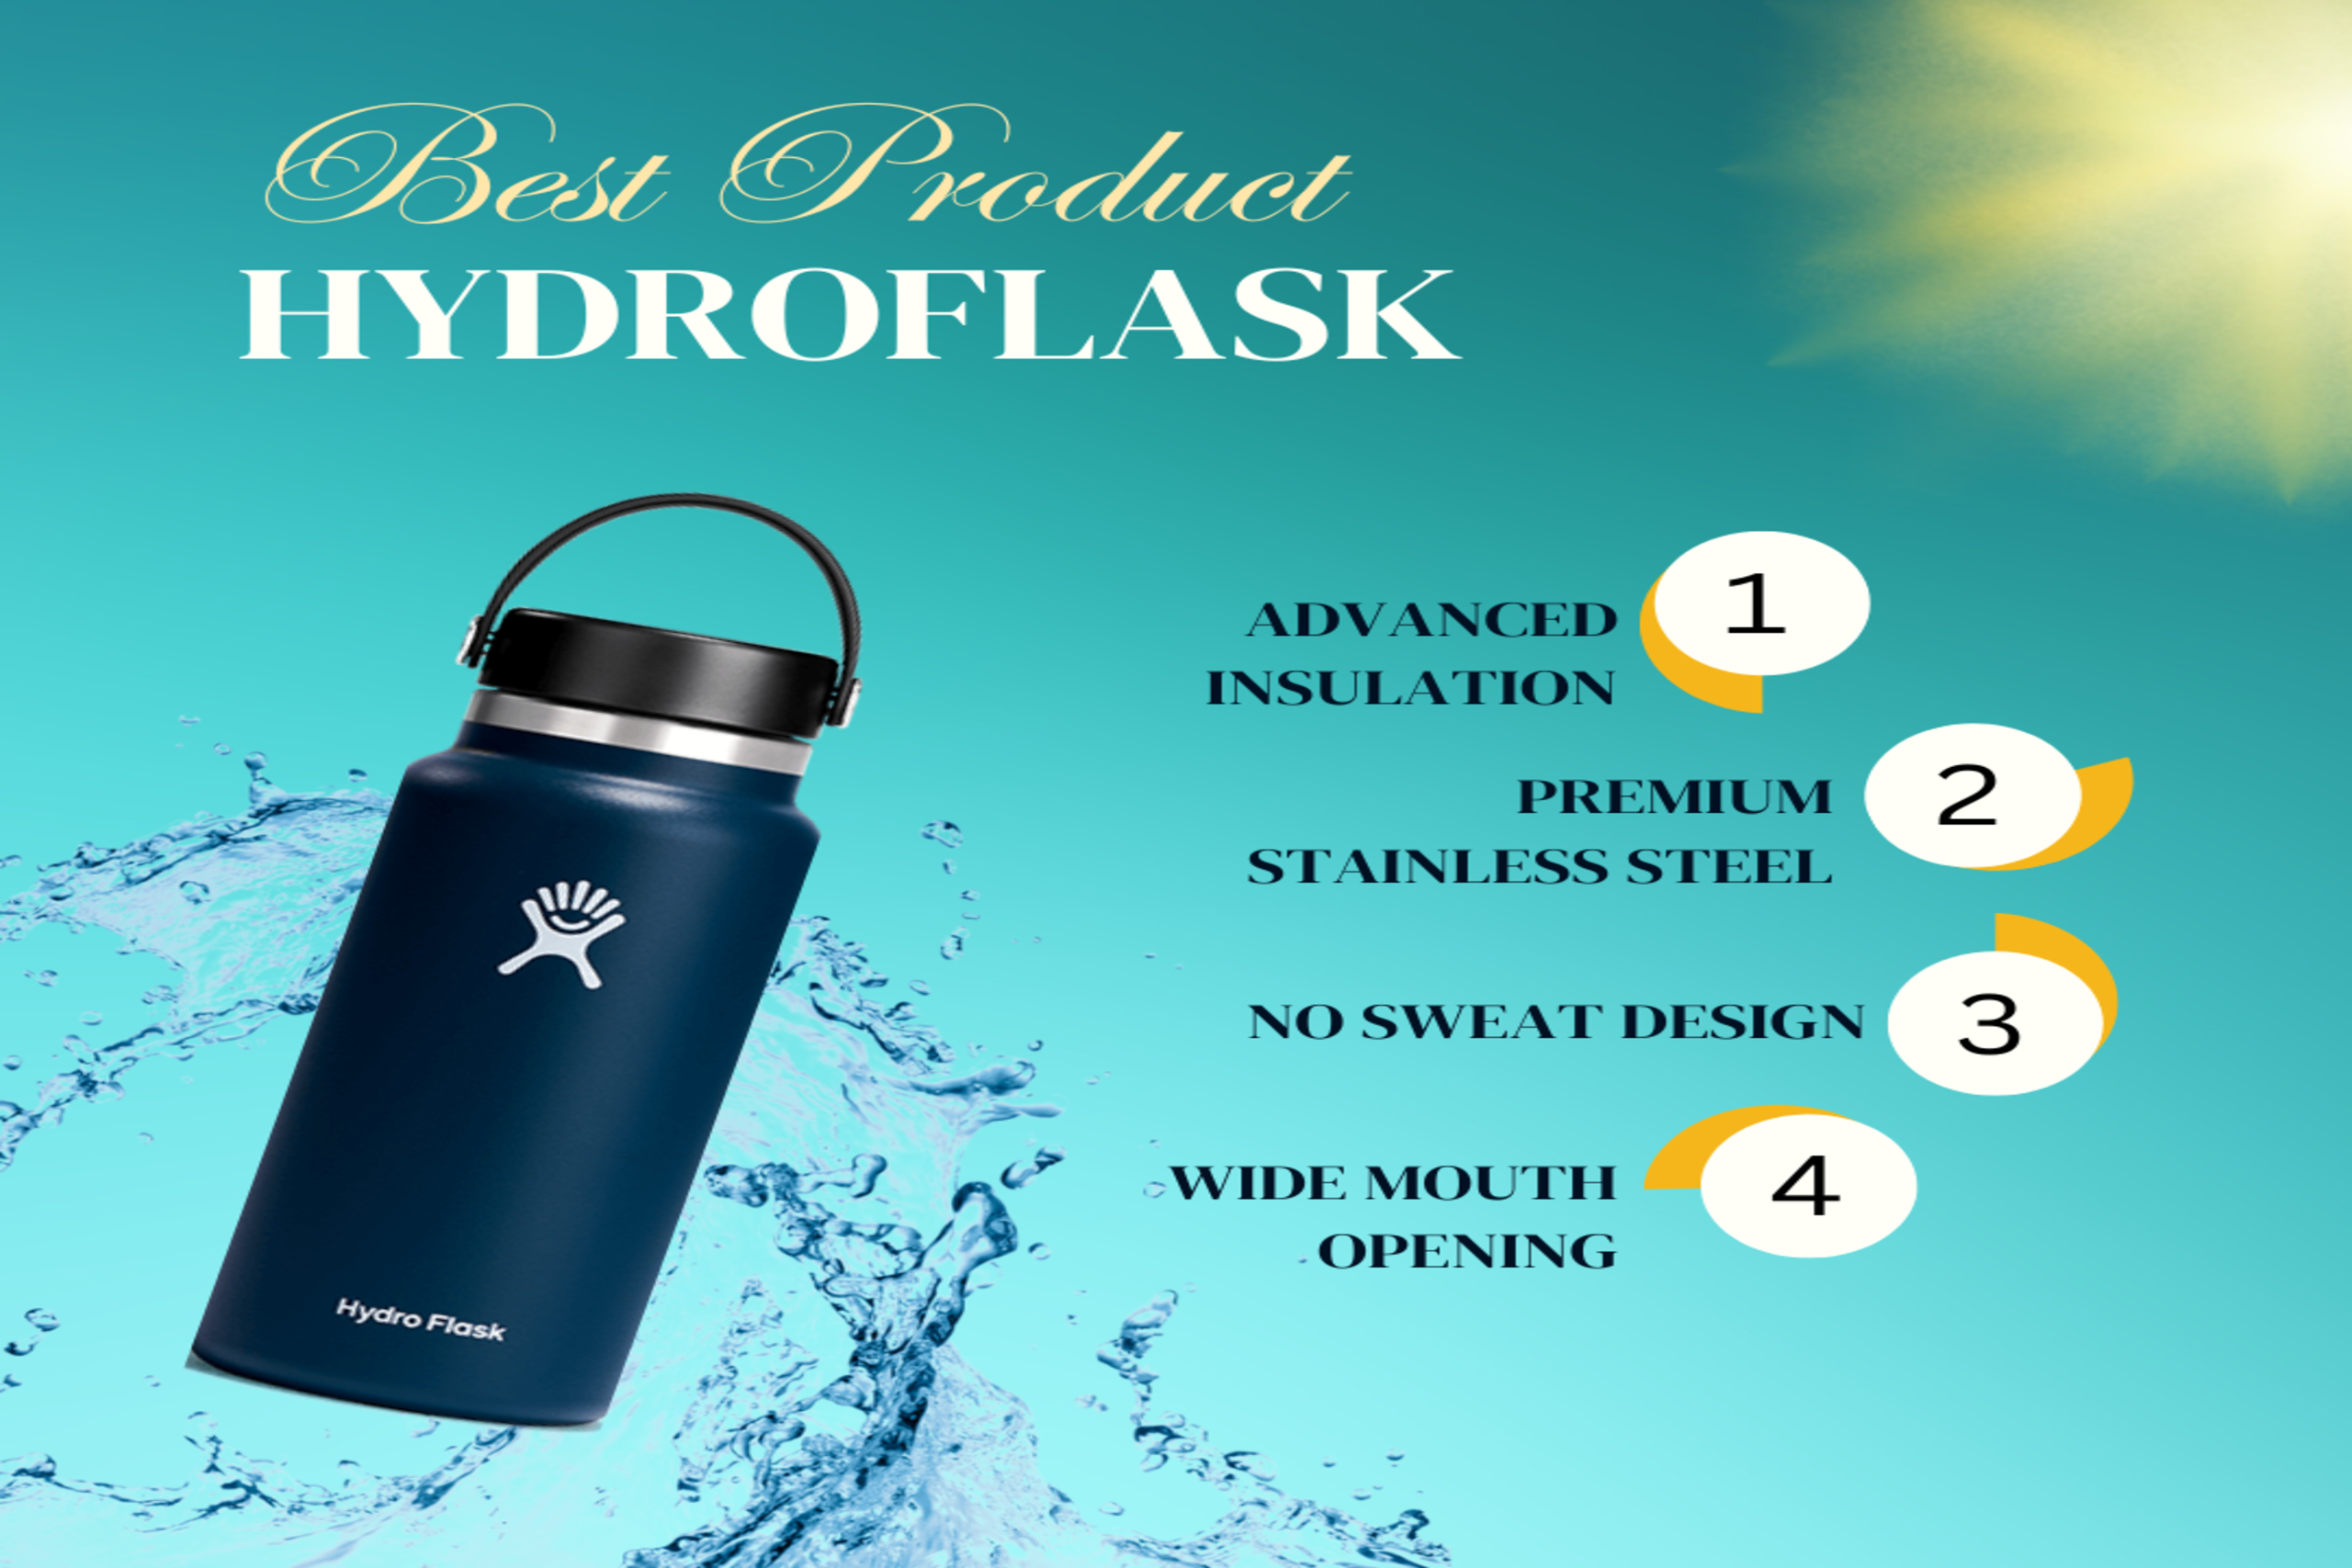 Best Product
HYDROFLASK
ADVANCED
INSULATION
1
PREMIUM
STAINLESS STEEL
2
NO SWEAT DESIGN
3
WIDE MOUTH
OPENING
4
Hydro Flask